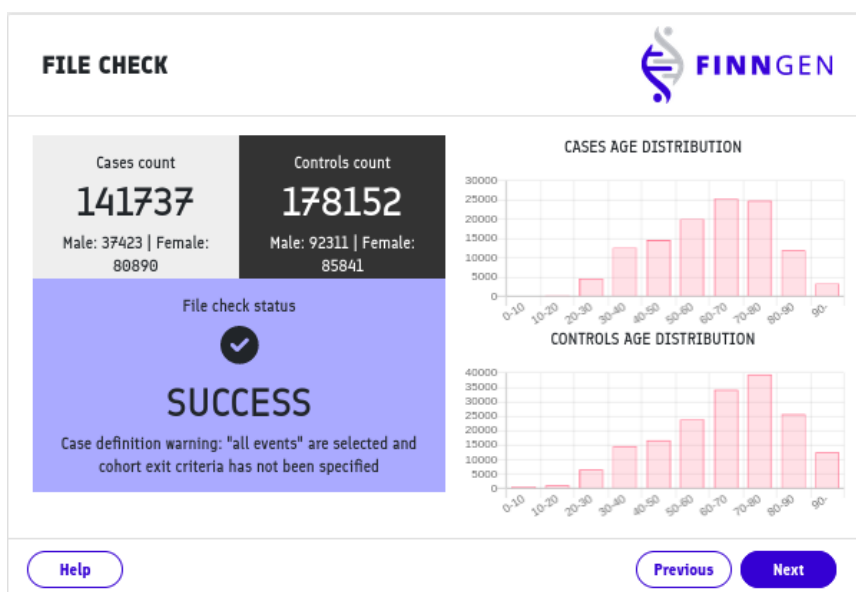 FILE CHECK
FINNGEN
Cases count
141737
Male: 37423 | Female:
80890
Controls count
178152
Male: 92311 | Female:
85841
File check status
SUCCESS
Case definition warning: "all events" are selected and
cohort exit criteria has not been specified
CASES AGE DISTRIBUTION
30000
25000
20000
15000
10000
5000
0
0-10 10-20 20-30 30-40 40-50 50-60 60-70 70-80 80-90 90-
CONTROLS AGE DISTRIBUTION
40000
35000
30000
25000
20000
15000
10000
5000
0
0-10 10-20 20-30 30-40 40-50 50-60 60-70 70-80 80-90 90-
Help
Previous
Next